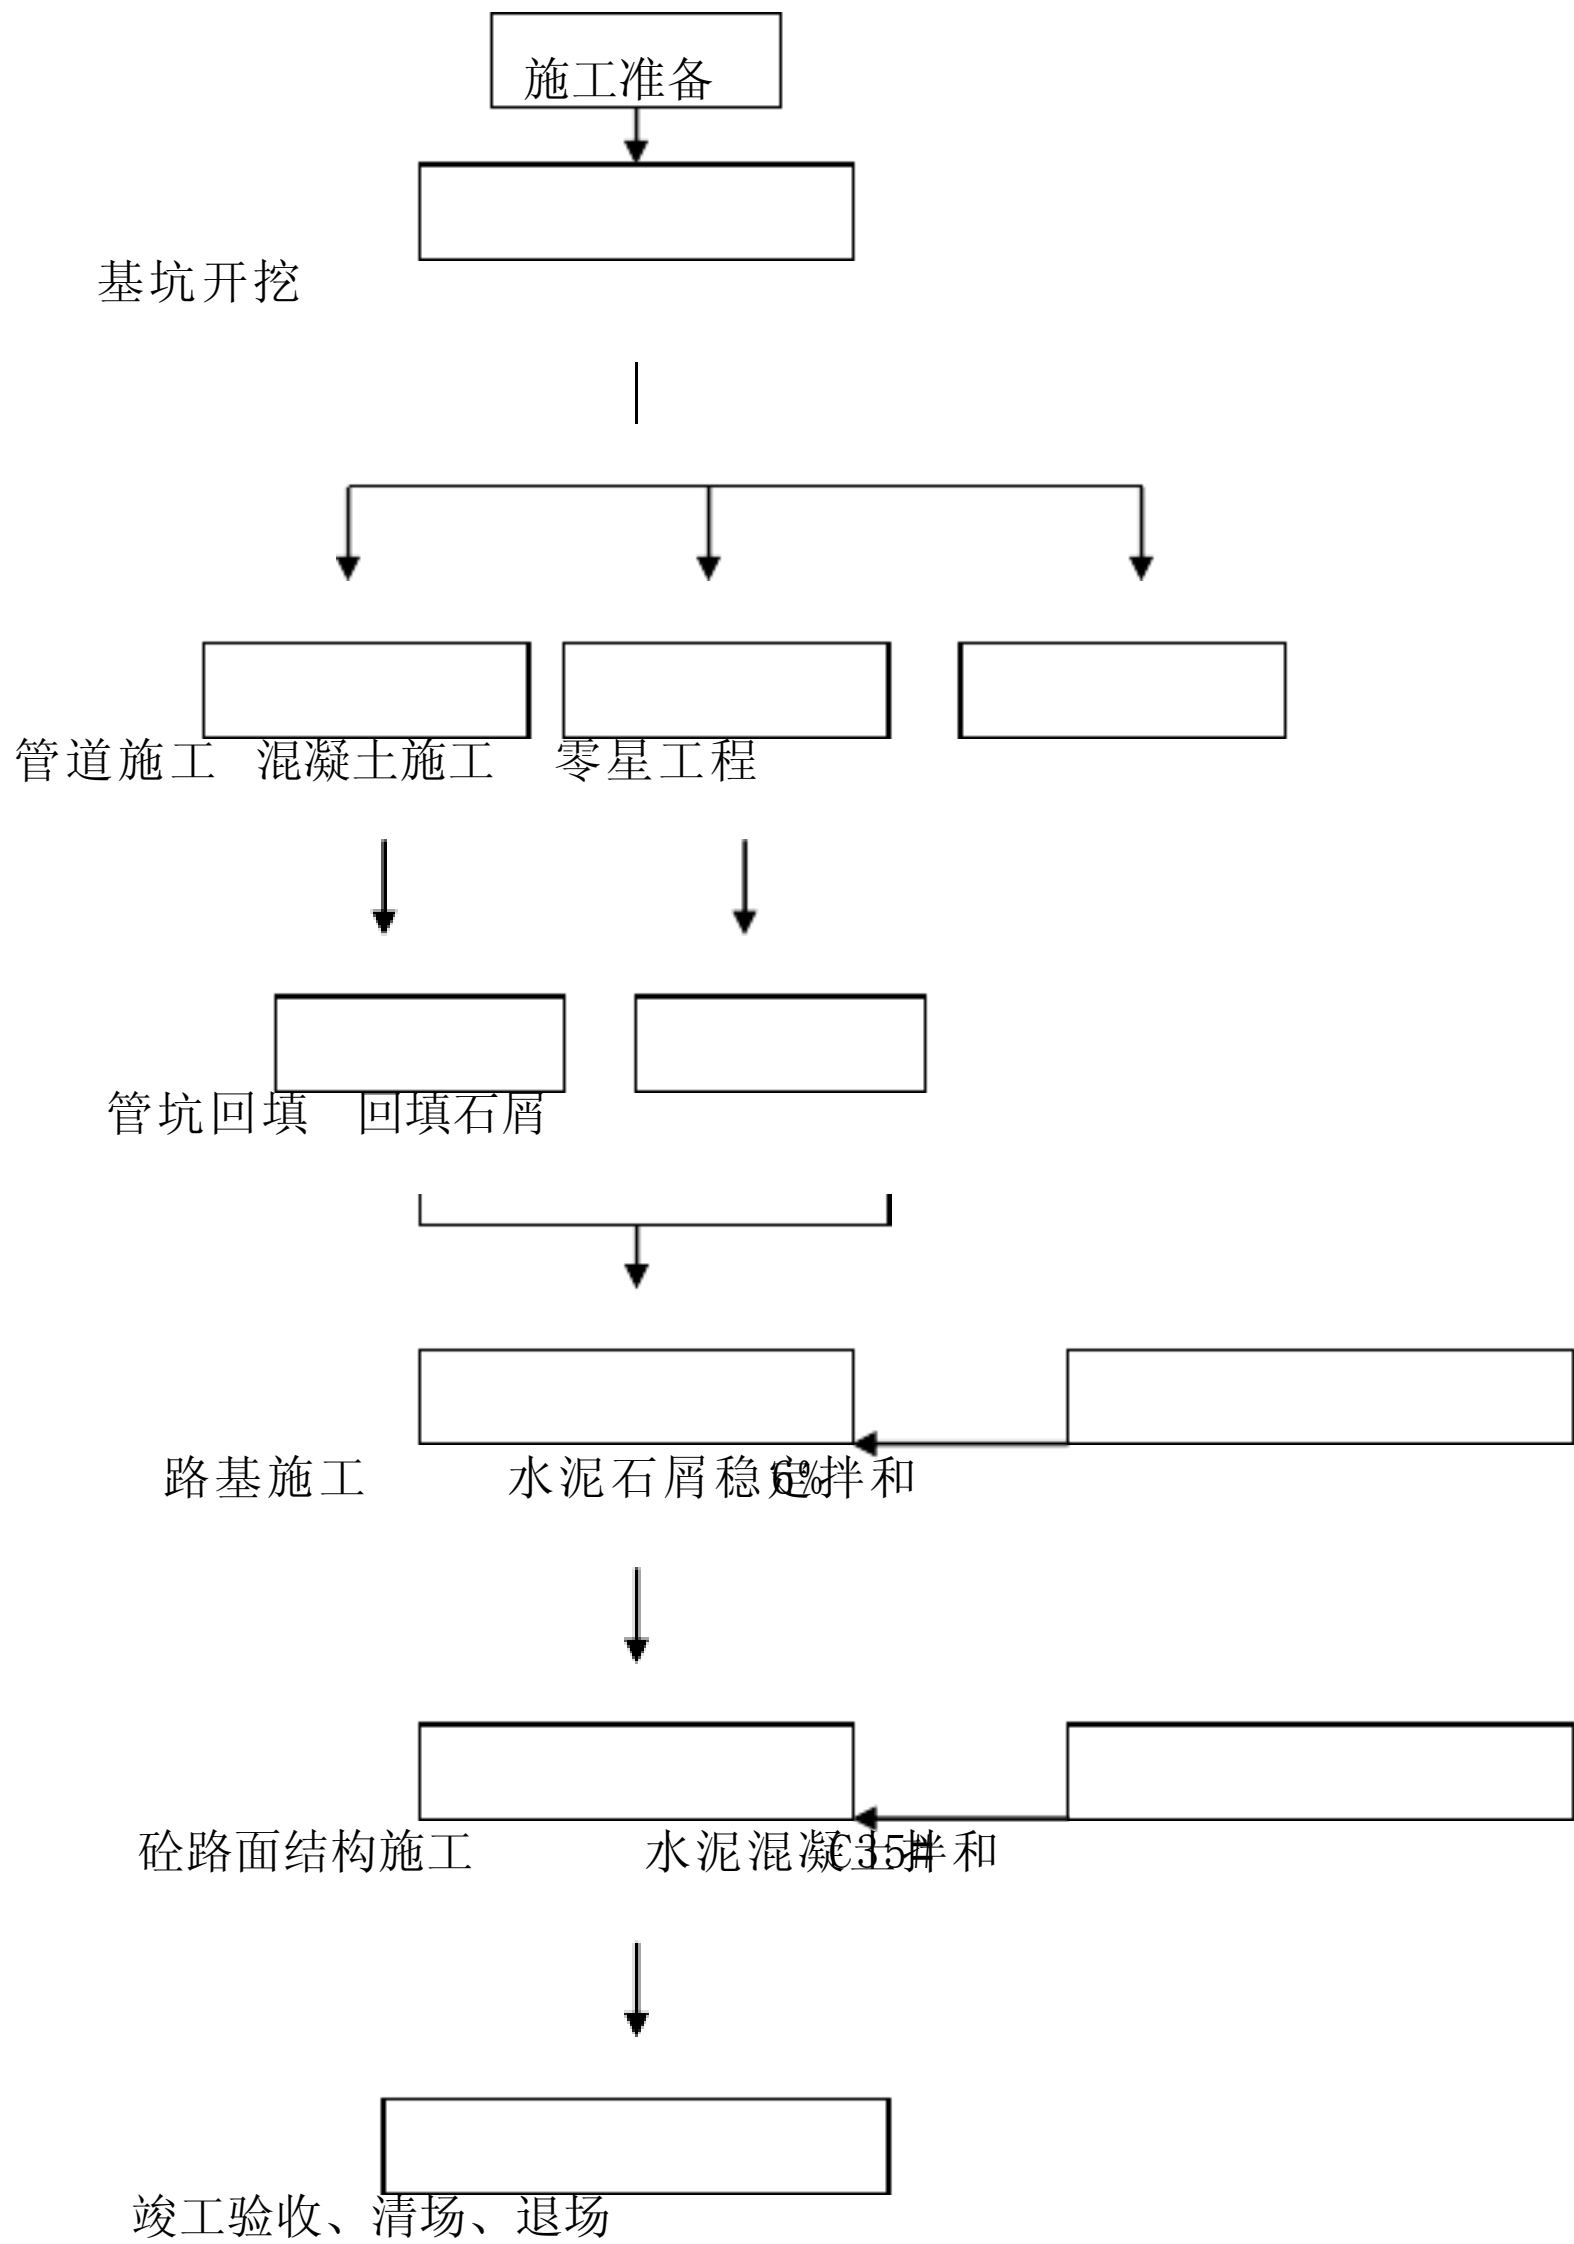 施工准备
基坑开挖
管道施工 混凝土施工 零星工程
管坑回填 回填石屑
路基施工 6%水泥石屑稳定拌和
砼路面结构施工 C35#水泥混凝土拌和
竣工验收、清场、退场